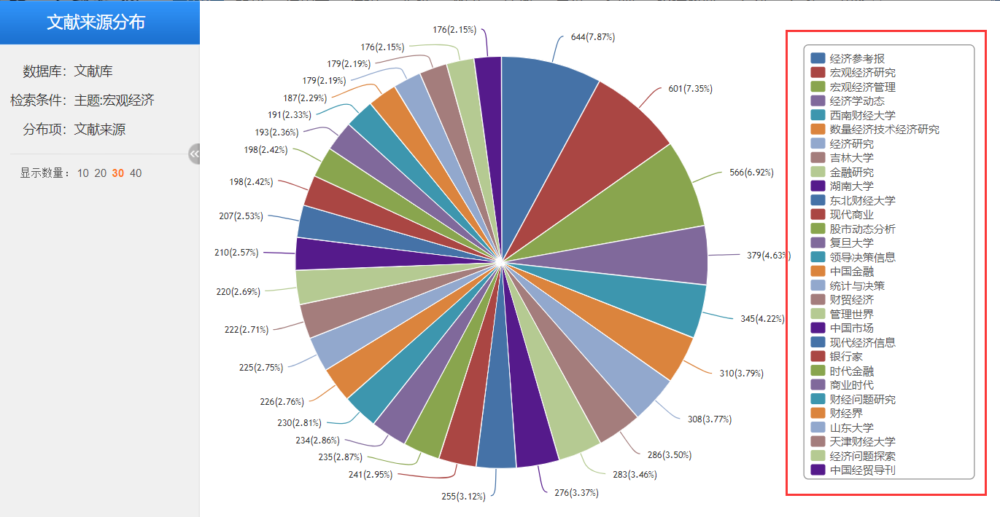 文献来源分布
数据库：文献库
检索条件：主题:宏观经济
分布项：文献来源
显示数量： 10 20 30 40
644(7.87%)
601(7.35%)
566(6.92%)
379(4.63%)
345(4.22%)
310(3.79%)
308(3.77%)
286(3.50%)
283(3.46%)
276(3.37%)
255(3.12%)
241(2.95%)
235(2.87%)
234(2.86%)
230(2.81%)
226(2.76%)
225(2.75%)
222(2.71%)
220(2.69%)
210(2.57%)
207(2.53%)
198(2.42%)
198(2.42%)
193(2.36%)
191(2.33%)
187(2.29%)
179(2.19%)
179(2.19%)
176(2.15%)
176(2.15%)
经济参考报
宏观经济研究
宏观经济管理
经济学动态
西南财经大学
数量经济技术经济研究
经济研究
吉林大学
金融研究
湖南大学
东北财经大学
现代商业
股市动态分析
复旦大学
领导决策信息
中国金融
统计与决策
财贸经济
管理世界
中国市场
现代经济信息
银行家
时代金融
商业时代
财经问题研究
财经界
山东大学
天津财经大学
经济问题探索
中国经贸导刊